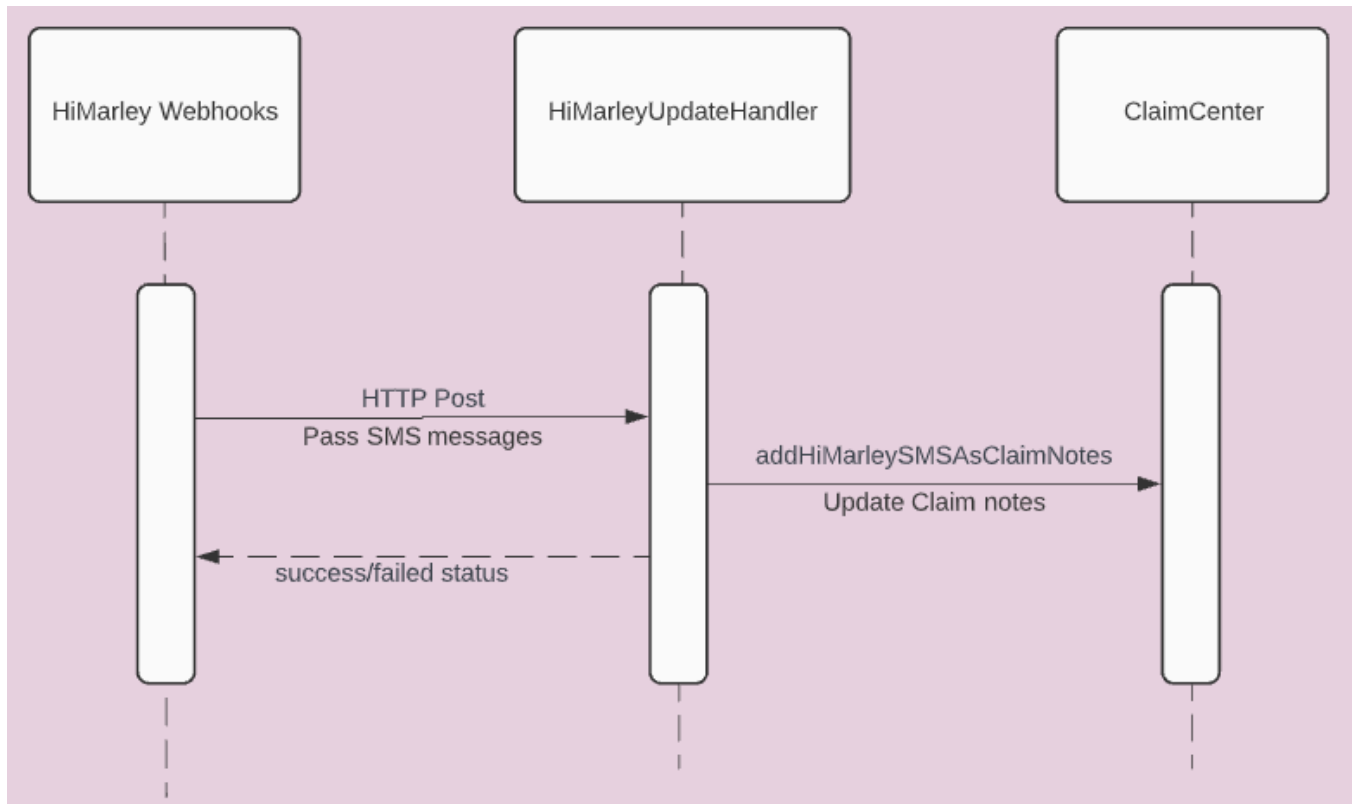 HiMarley Webhooks
HiMarleyUpdateHandler
ClaimCenter
HTTP Post
Pass SMS messages
addHiMarleySMSAsClaimNotes
Update Claim notes
success/failed status